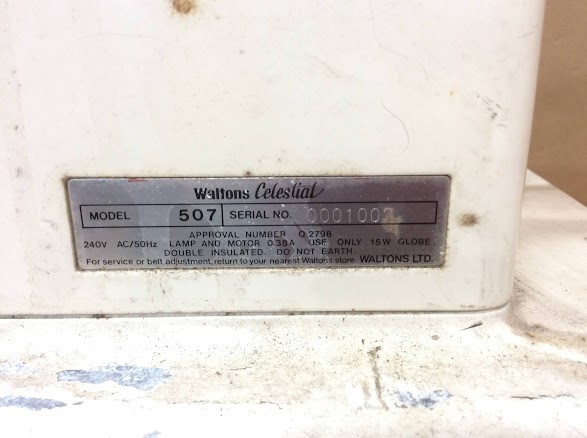 Waltons Celestial
MODEL 507 SERIAL NO.
APPROVAL NUMBER Q.2798
240V AC/50Hz LAMP AND MOTOR 0.38A USE ONLY 15W GLOBE.
DOUBLE INSULATED. DO NOT EARTH.
For service or belt adjustment, return to your nearest Waltons store. WALTONS LTD.